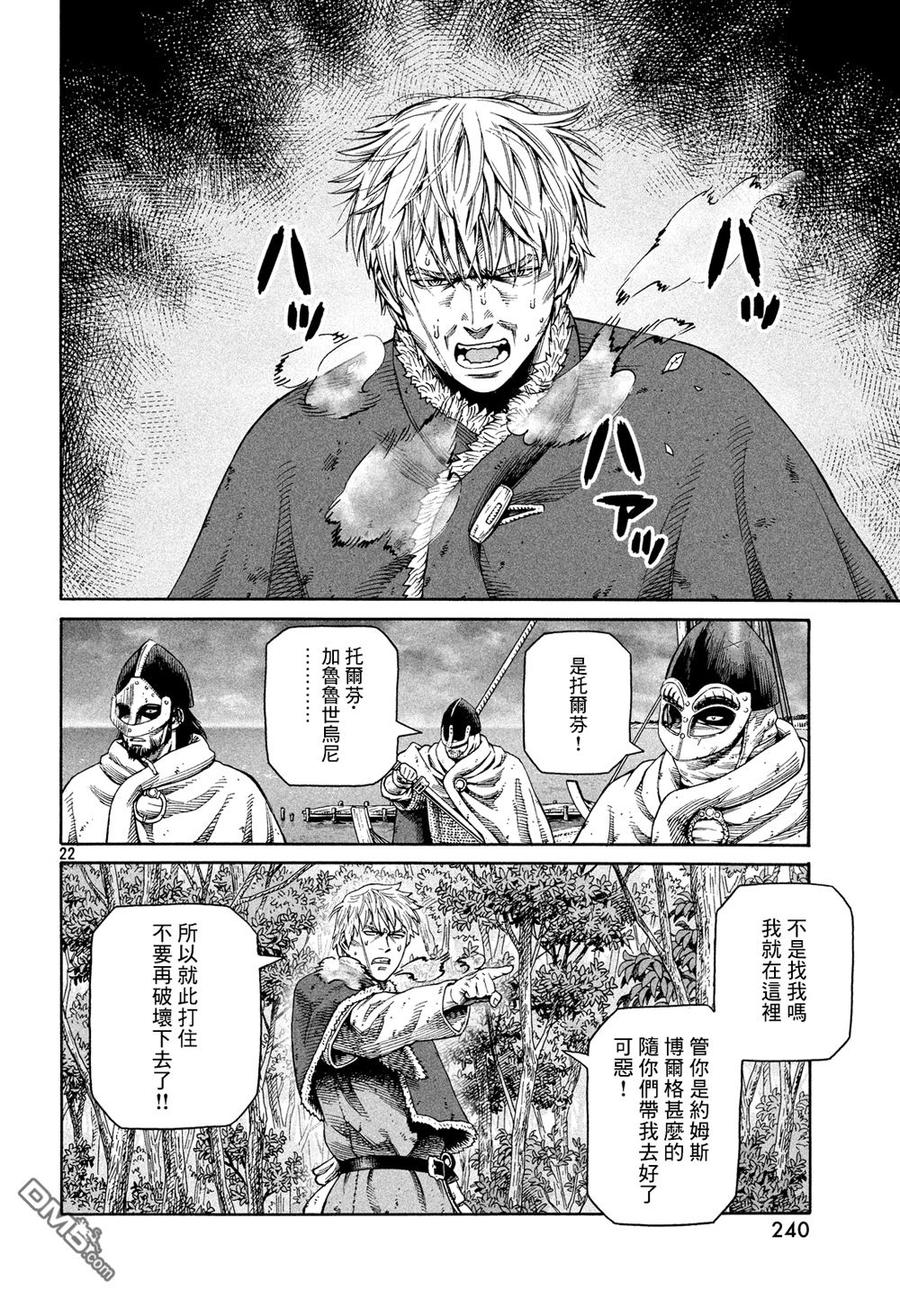 ハッ
ハッ
ハアッ
是托爾芬！
托爾芬·
加魯魯世烏尼
…………
22
不是找我嗎
我就在這裡
管你是約姆斯
博爾格甚麼的
隨你們帶我去好了
可惡！
所以就此打住
不要再破壞下去了!!
240